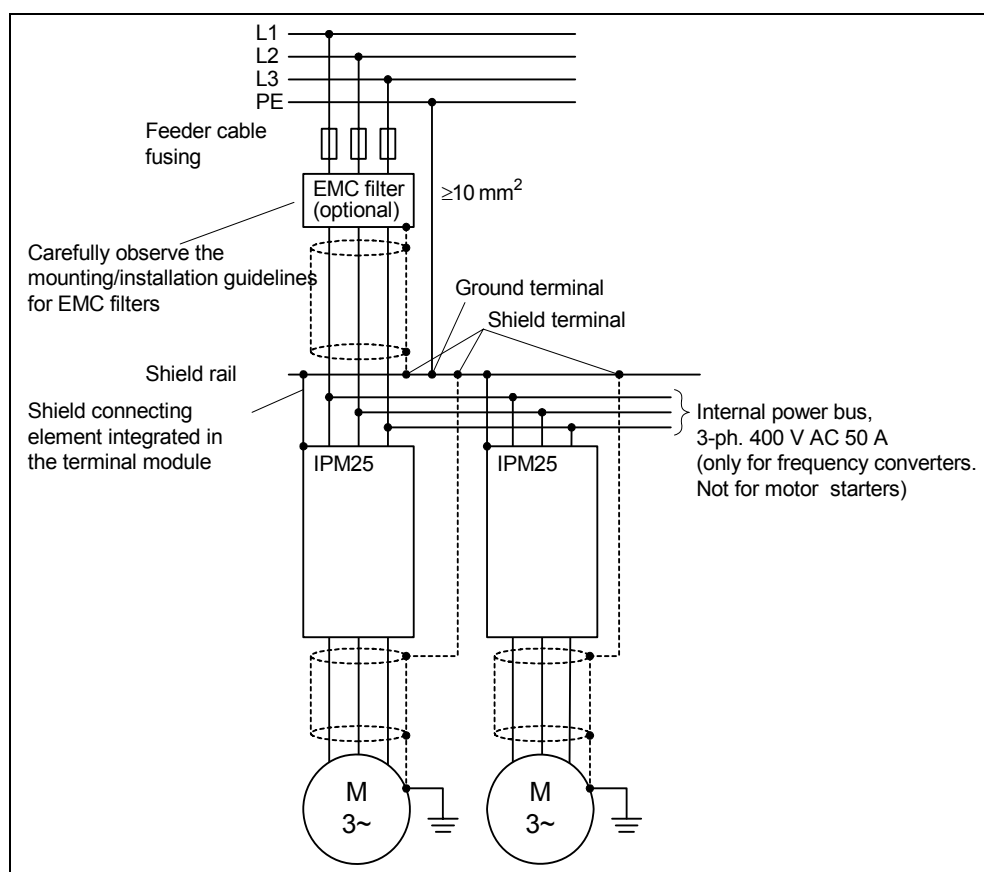 L1
L2
L3
PE
Feeder cable
fusing
EMC filter
(optional)
≥10 mm²
Carefully observe the
mounting/installation guidelines
for EMC filters
Ground terminal
Shield terminal
Shield rail
Shield connecting
element integrated in
the terminal module
Internal power bus,
3-ph. 400 V AC 50 A
(only for frequency converters.
Not for motor starters)
IPM25
IPM25
M
3~
M
3~